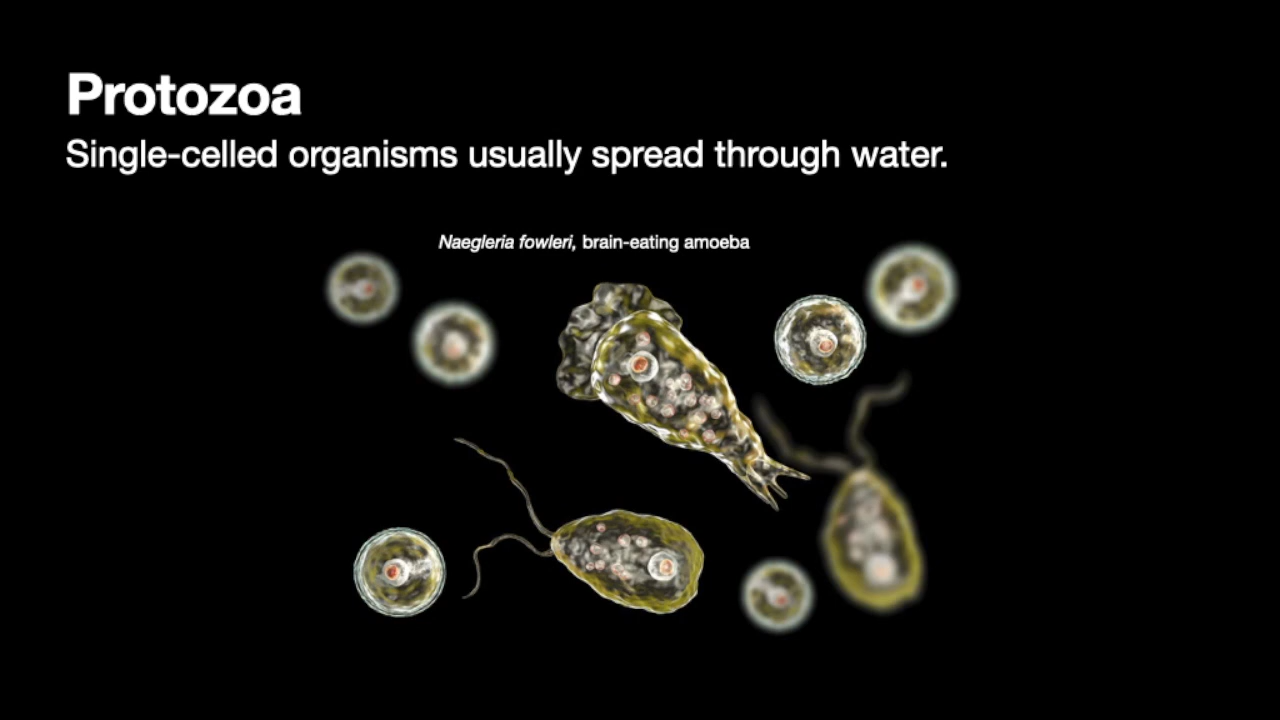 Protozoa
Single-celled organisms usually spread through water.
Naegleria fowleri, brain-eating amoeba